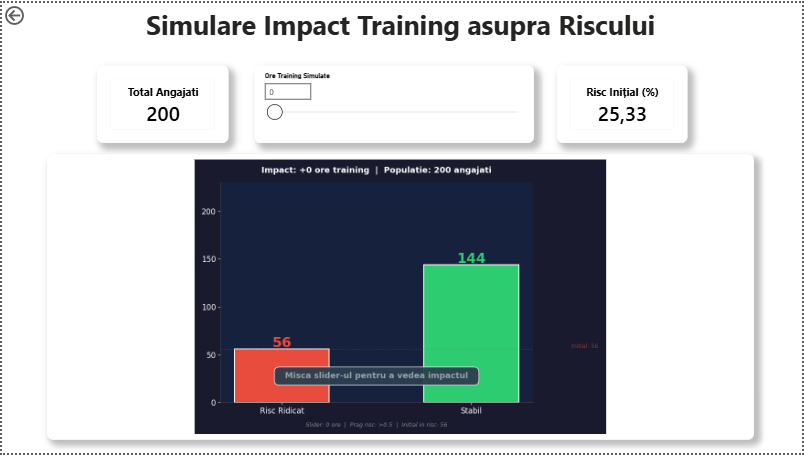 Simulare Impact Training asupra Riscului
Total Angajati
200
Ore Training Simulate
0
Risc Inițial (%)
25,33
Impact: +0 ore training | Populatie: 200 angajati
200
150
100
50
0
144
56
Initial: 56
Misca slider-ul pentru a vedea impactul
Risc Ridicat
Stabil
Slider: 0 ore | Prag risc: >0.5 | Initial in risc: 56